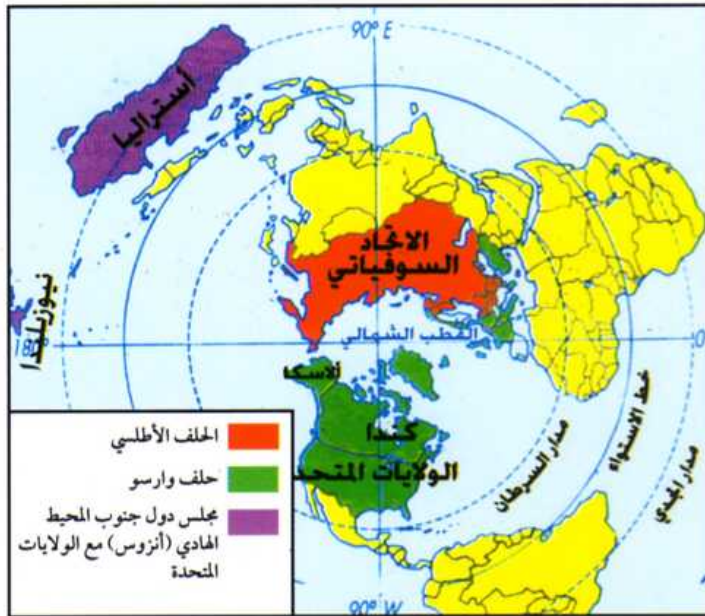 90° E
أستراليا
الاتحاد
السوفياتي
نيوزيلندا
القطب الشمالي
180
0°
ألاسكا
كندا
الولايات المتحدة
مدار السرطان
خط الاستواء
مدار الجدي
90° W
الحلف الأطلسي
حلف وارسو
مجلس دول جنوب المحيط
الهادي (أنزوس) مع الولايات
المتحدة